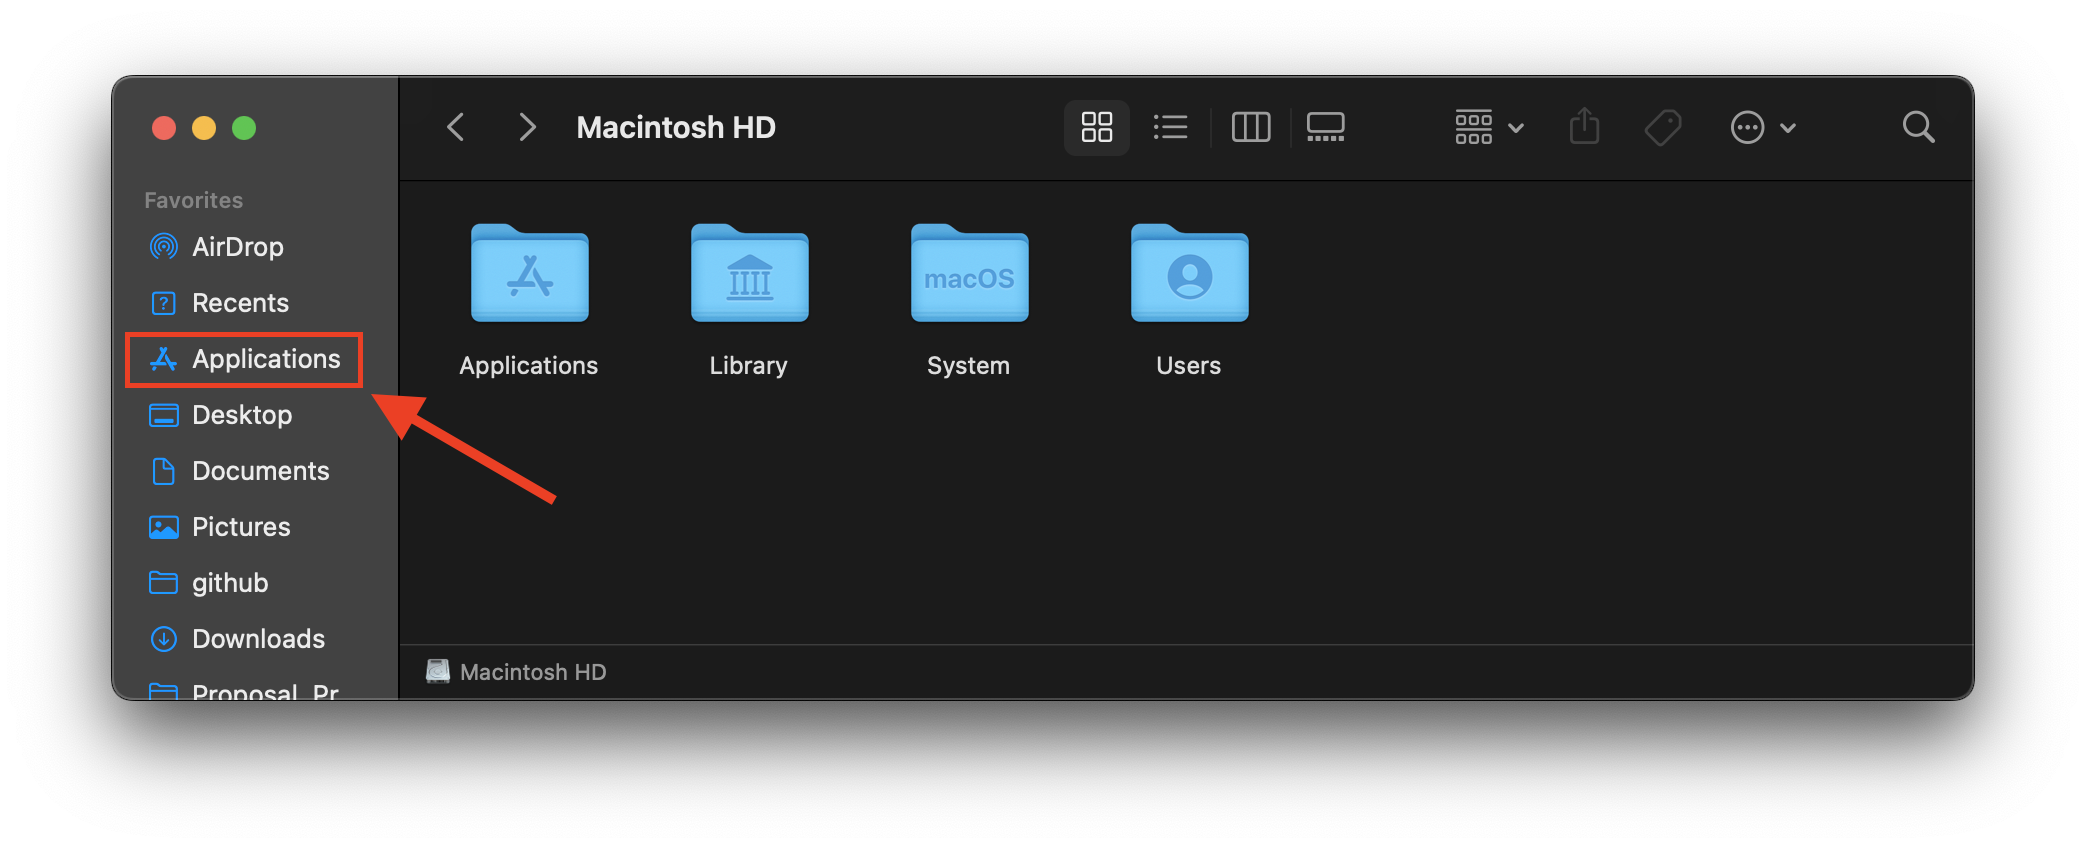 Macintosh HD
Favorites
AirDrop
Recents
Applications
Desktop
Documents
Pictures
github
Downloads
Proposal_Pr
Applications
Library
macOS
System
Users
Macintosh HD